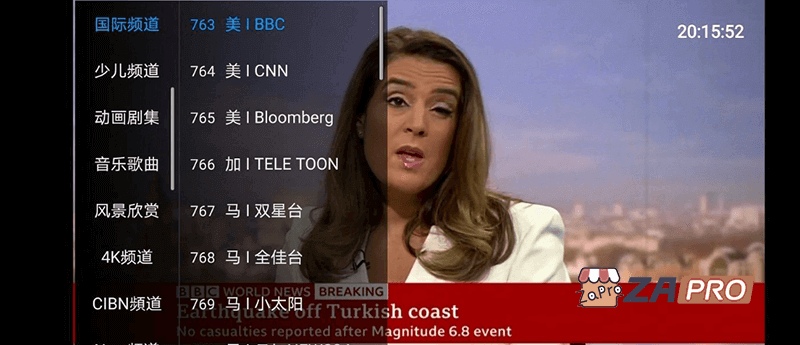 国际频道
少儿频道
动画剧集
音乐歌曲
风景欣赏
4K频道
CIBN频道
763 美 I BBC
764 美 I CNN
765 美 I Bloomberg
766 加 I TELE TOON
767 马 I 双星台
768 马 I 全佳台
769 马 I 小太阳
20:15:52
BBC WORLD NEWS BREAKING
Earthquake off Turkish coast
No casualties reported after Magnitude 6.8 event
ZaPro
ZA PRO